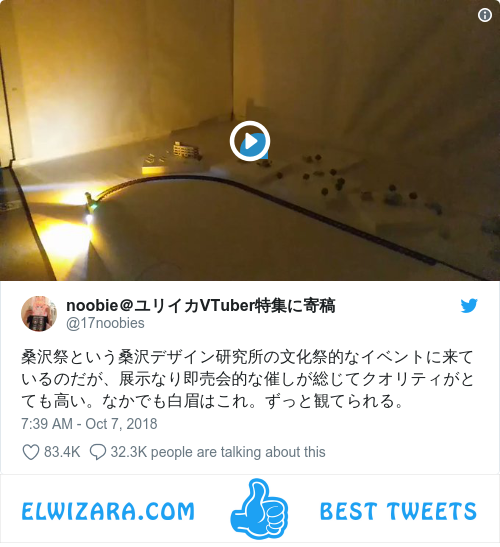 noobie@ユリイカVTuber特集に寄稿
@17noobies
桑沢祭という桑沢デザイン研究所の文化祭的なイベントに来て
いるのだが、展示なり即売会的な催しが総じてクオリティがと
ても高い。なかでも白眉はこれ。ずっと観てられる。
7:39 AM - Oct 7, 2018
83.4K 32.3K people are talking about this
ELWIZARA.COM BEST TWEETS